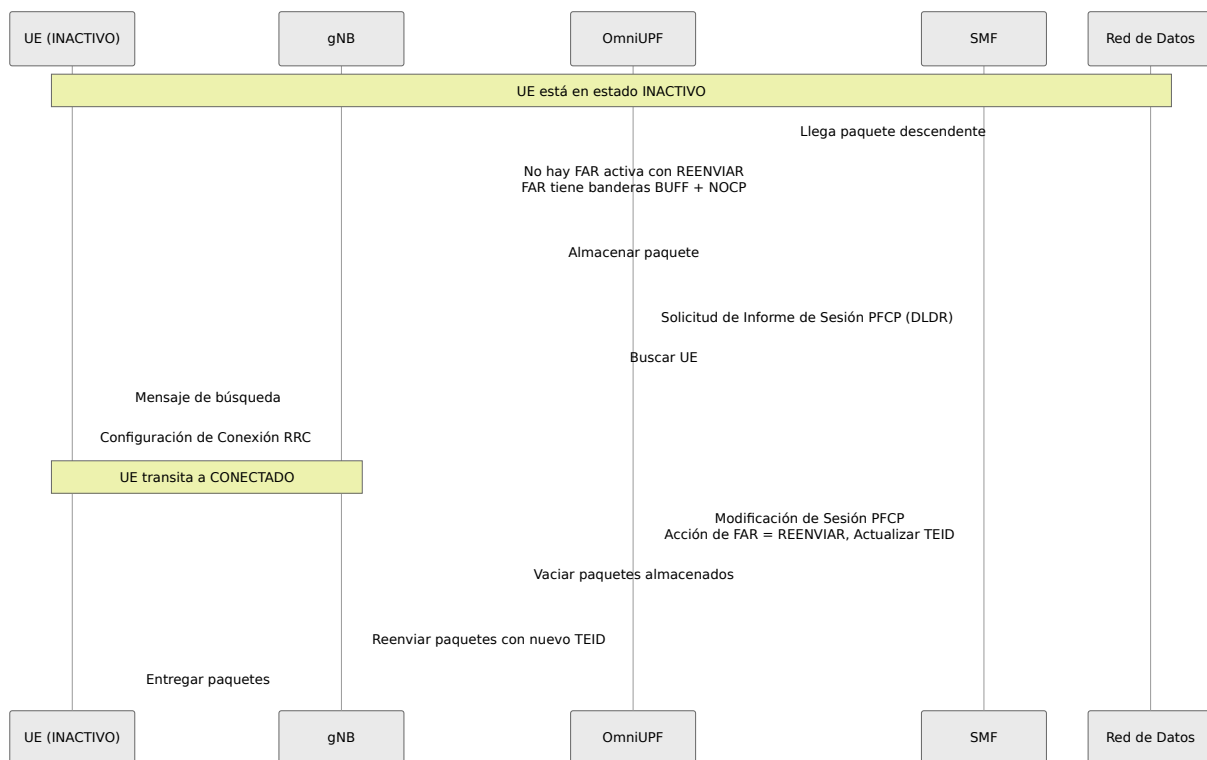 UE (INACTIVO)
gNB
OmniUPF
SMF
Red de Datos
UE está en estado INACTIVO
Llega paquete descendente
No hay FAR activa con REENVIAR
FAR tiene banderas BUFF + NOCP
Almacenar paquete
Solicitud de Informe de Sesión PFCP (DLDR)
Buscar UE
Mensaje de búsqueda
Configuración de Conexión RRC
UE transita a CONECTADO
Modificación de Sesión PFCP
Acción de FAR = REENVIAR, Actualizar TEID
Vaciar paquetes almacenados
Reenviar paquetes con nuevo TEID
Entregar paquetes
UE (INACTIVO)
gNB
OmniUPF
SMF
Red de Datos